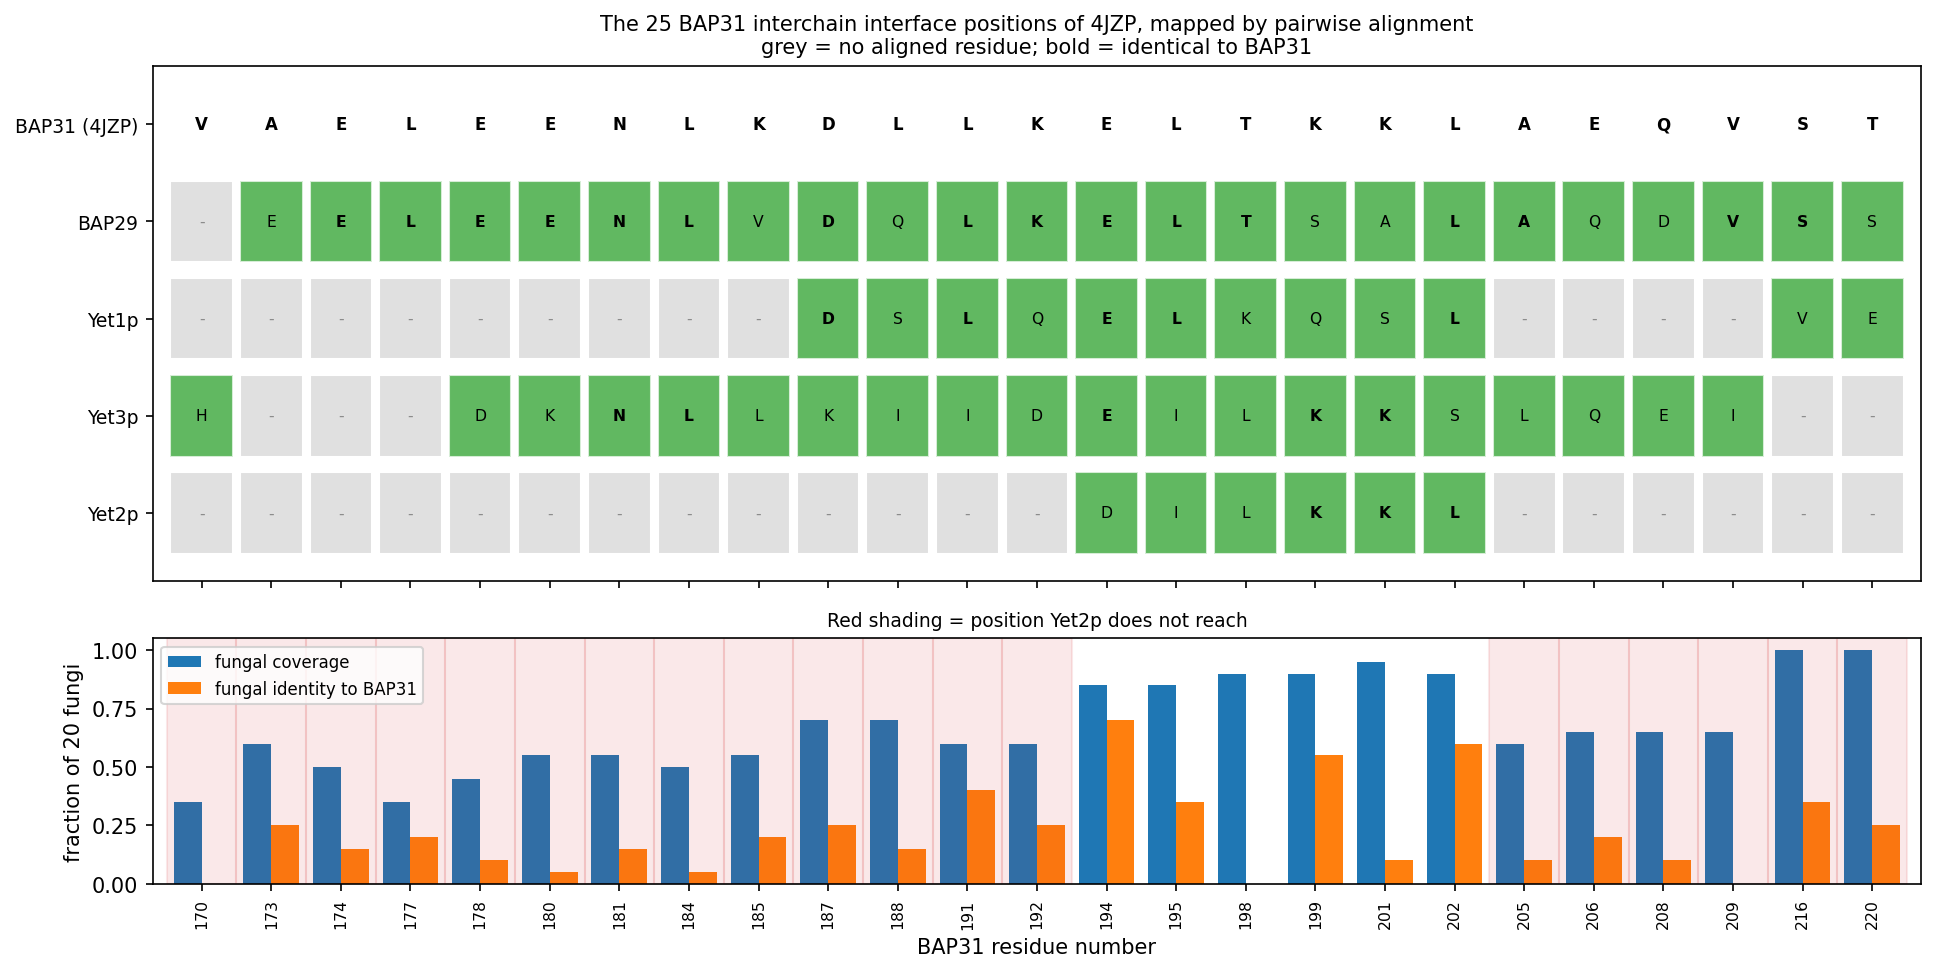 The 25 BAP31 interchain interface positions of 4JZP, mapped by pairwise alignment
grey = no aligned residue; bold = identical to BAP31
BAP31 (4JZP) V A E L E E N L K D L L K E L T K K L A E Q V S T
BAP29 - E E L E E N L V D Q L K E L T S A L A Q D V S S
Yet1p - - - - - - - - - D S L Q E L K Q S L - - - - V E
Yet3p H - - - D K N L L K I I D E I L K K S L Q E I - -
Yet2p - - - - - - - - - - - - - D I L K K L - - - - - -
Red shading = position Yet2p does not reach
fraction of 20 fungi
1.00
0.75
0.50
0.25
0.00
fungal coverage
fungal identity to BAP31
170 173 174 177 178 180 181 184 185 187 188 191 192 194 195 198 199 201 202 205 206 208 209 216 220
BAP31 residue number